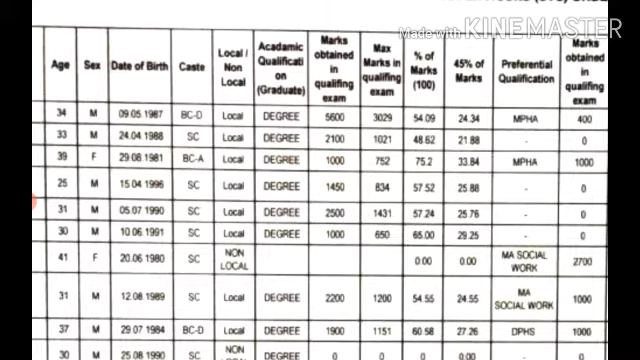 Made with KINEMASTER
Age Sex Date of Birth Caste Local / Non Local Acadamic Qualification (Graduate) Marks obtained in qualifing exam Max Marks in qualifing exam % of Marks (100) 45% of Marks Preferential Qualification Marks obtained in qualifing exam
34 M 09.05 1987 BC-D Local DEGREE 5600 3029 54.09 24.34 MPHA 400
33 M 24.04 1988 SC Local DEGREE 2100 1021 48.62 21.88 - 0
39 F 29.08 1981 BC-A Local DEGREE 1000 752 75.2 33.84 MPHA 1000
25 M 15 04 1996 SC Local DEGREE 1450 834 57.52 25.88 - 0
31 M 05.07 1990 SC Local DEGREE 2500 1431 57.24 25.76 - 0
30 M 10.06 1991 SC Local DEGREE 1000 650 65.00 29.25 - 0
41 F 20.06 1980 SC NON LOCAL 0.00 0.00 MA SOCIAL WORK 2700
31 M 12.08 1989 SC Local DEGREE 2200 1200 54.55 24.55 MA SOCIAL WORK 1000
37 M 29 07 1984 BC-D Local DEGREE 1900 1151 60.58 27.26 DPHS 1000
30 M 25 08 1990 SC NON DEGREE 0 0 0.00 - 0